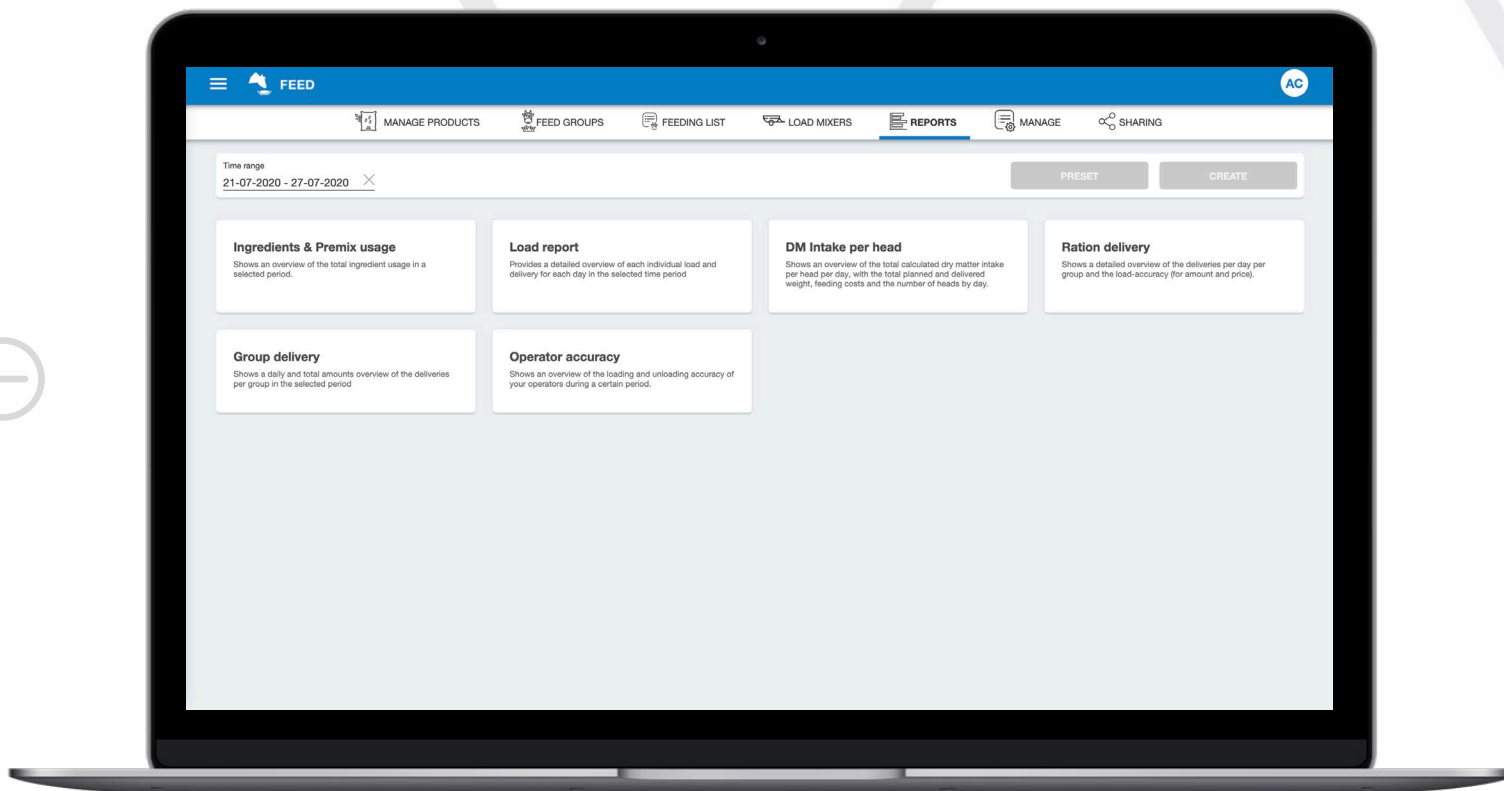 FEED
AC
MANAGE PRODUCTS
FEED GROUPS
FEEDING LIST
LOAD MIXERS
REPORTS
MANAGE
SHARING
Time range
21-07-2020 - 27-07-2020
PRESET
CREATE
Ingredients & Premix usage
Shows an overview of the total ingredient usage in a
selected period.
Load report
Provides a detailed overview of each individual load and
delivery for each day in the selected time period
DM Intake per head
Shows an overview of the total calculated dry matter intake
per head per day, with the total planned and delivered
weight, feeding costs and the number of heads by day.
Ration delivery
Shows a detailed overview of the deliveries per day per
group and the load-accuracy (for amount and price).
Group delivery
Shows a daily and total amounts overview of the deliveries
per group in the selected period
Operator accuracy
Shows an overview of the loading and unloading accuracy of
your operators during a certain period.